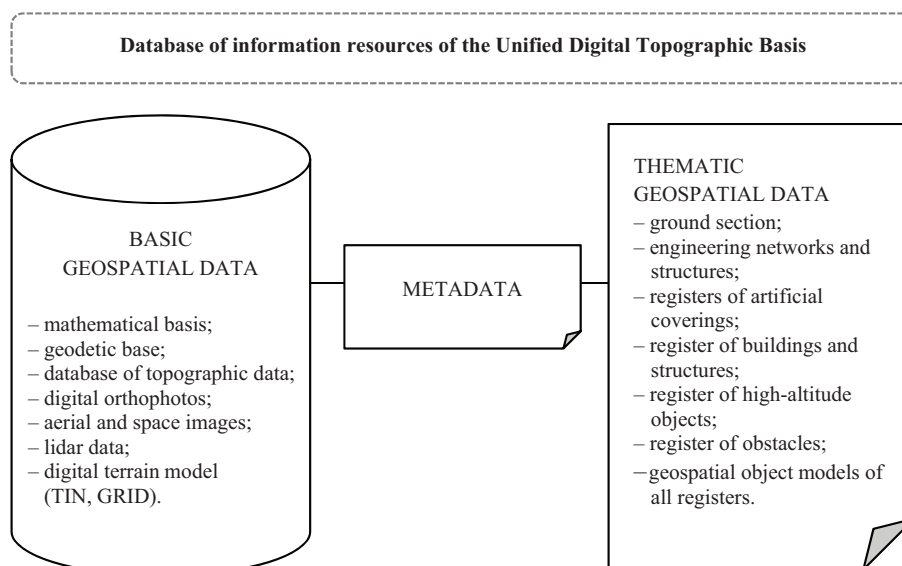 Database of information resources of the Unified Digital Topographic Basis
BASIC
GEOSPATIAL DATA
– mathematical basis;
– geodetic base;
– database of topographic data;
– digital orthophotos;
– aerial and space images;
– lidar data;
– digital terrain model
(TIN, GRID).
METADATA
THEMATIC
GEOSPATIAL DATA
– ground section;
– engineering networks and
structures;
– registers of artificial
coverings;
– register of buildings and
structures;
– register of high-altitude
objects;
– register of obstacles;
– geospatial object models of
all registers.